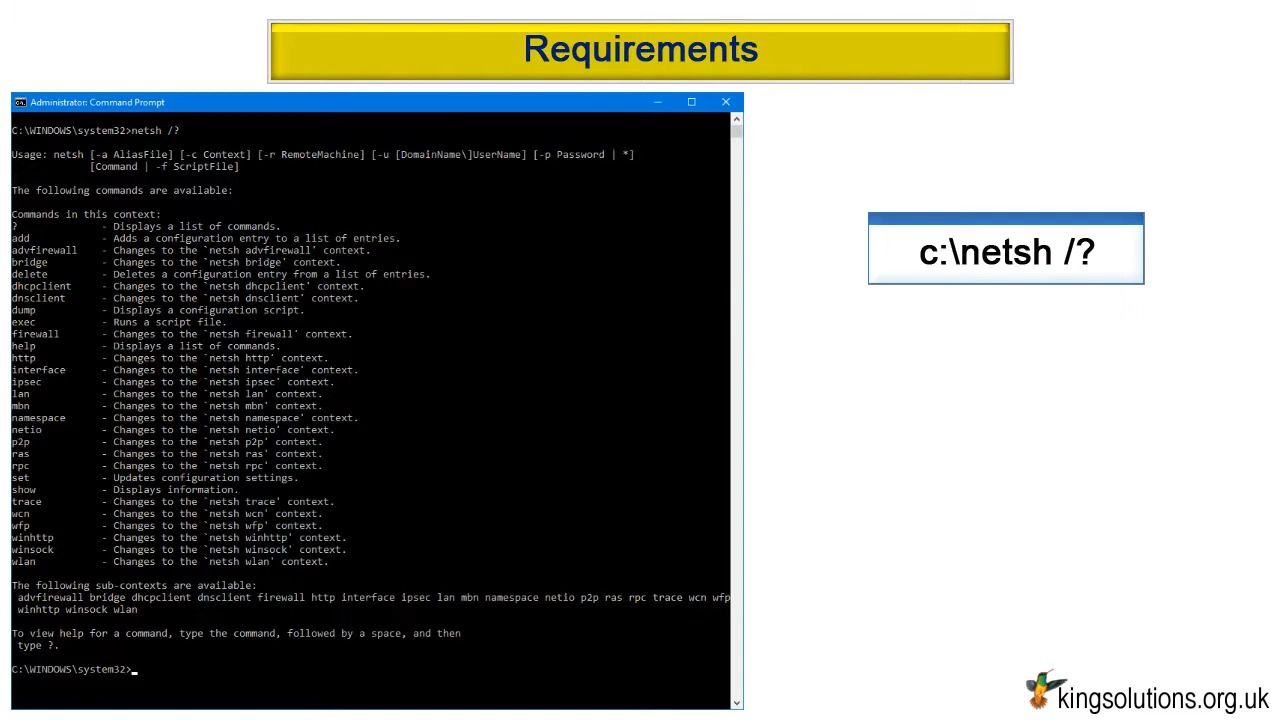 Requirements
Administrator: Command Prompt
C:\WINDOWS\system32>netsh /?
Usage: netsh [-a AliasFile] [-c Context] [-r RemoteMachine] [-u [DomainName\]UserName] [-p Password | *]
[Command | -f ScriptFile]
The following commands are available:
Commands in this context:
? - Displays a list of commands.
add - Adds a configuration entry to a list of entries.
advfirewall - Changes to the `netsh advfirewall' context.
bridge - Changes to the `netsh bridge' context.
delete - Deletes a configuration entry from a list of entries.
dhcpclient - Changes to the `netsh dhcpclient' context.
dnsclient - Changes to the `netsh dnsclient' context.
dump - Displays a configuration script.
exec - Runs a script file.
firewall - Changes to the `netsh firewall' context.
help - Displays a list of commands.
http - Changes to the `netsh http' context.
interface - Changes to the `netsh interface' context.
ipsec - Changes to the `netsh ipsec' context.
lan - Changes to the `netsh lan' context.
mbn - Changes to the `netsh mbn' context.
namespace - Changes to the `netsh namespace' context.
netio - Changes to the `netsh netio' context.
p2p - Changes to the `netsh p2p' context.
ras - Changes to the `netsh ras' context.
rpc - Changes to the `netsh rpc' context.
set - Updates configuration settings.
show - Displays information.
trace - Changes to the `netsh trace' context.
wcn - Changes to the `netsh wcn' context.
wfp - Changes to the `netsh wfp' context.
winhttp - Changes to the `netsh winhttp' context.
winsock - Changes to the `netsh winsock' context.
wlan - Changes to the `netsh wlan' context.
The following sub-contexts are available:
advfirewall bridge dhcpclient dnsclient firewall http interface ipsec lan mbn namespace netio p2p ras rpc trace wcn wfp
winhttp winsock wlan
To view help for a command, type the command, followed by a space, and then
type ?.
C:\WINDOWS\system32>
c:\netsh /?
kingsolutions.org.uk